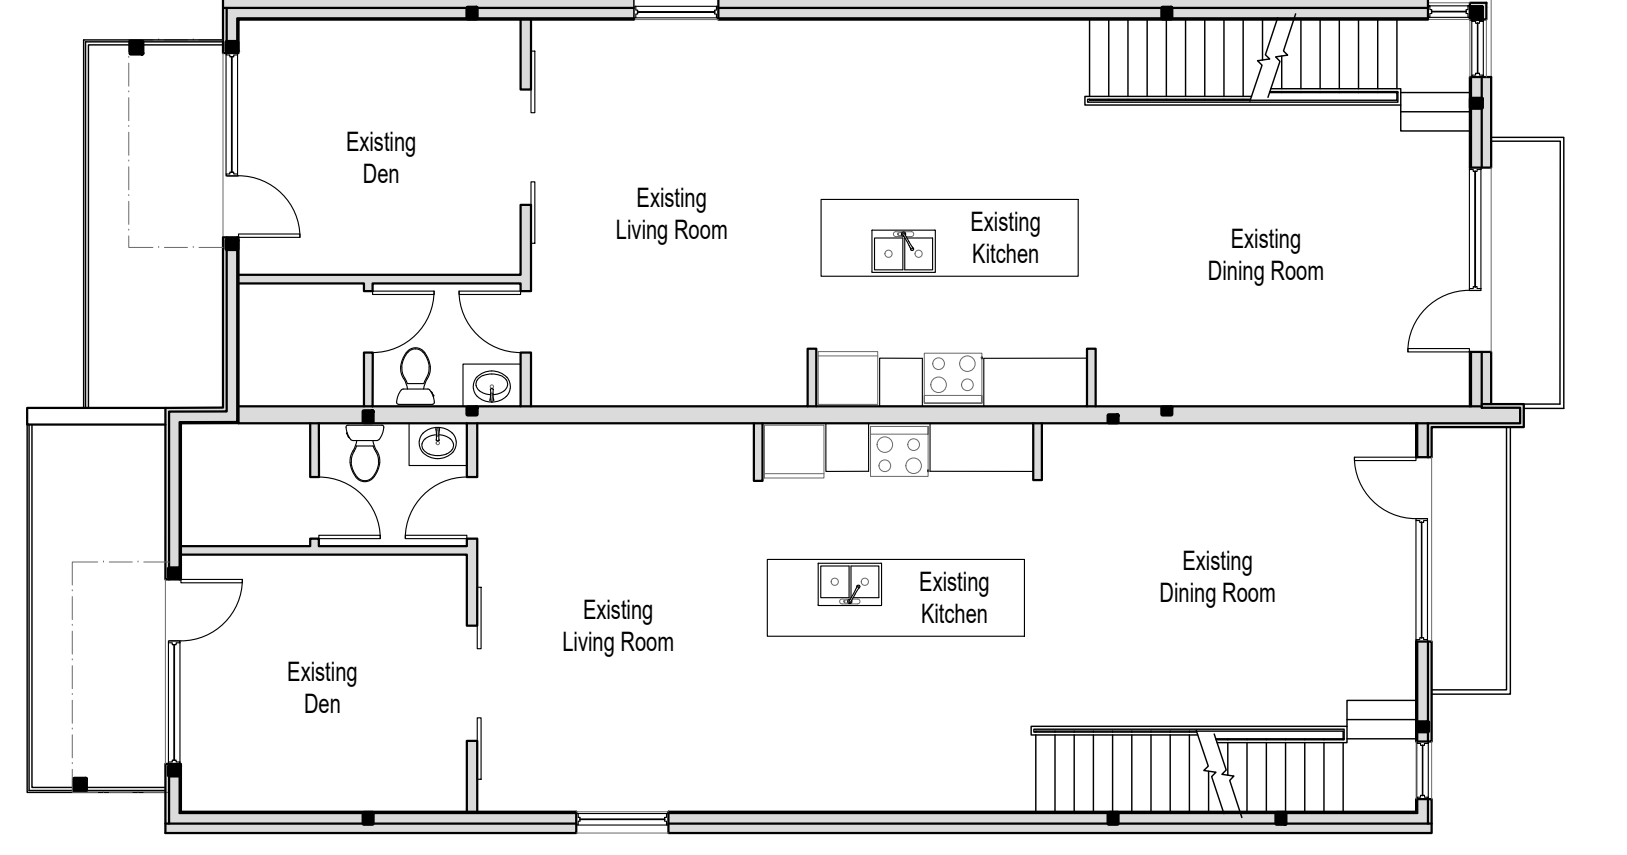 Existing
Den
Existing
Living Room
Existing
Kitchen
Existing
Dining Room
Existing
Den
Existing
Living Room
Existing
Kitchen
Existing
Dining Room